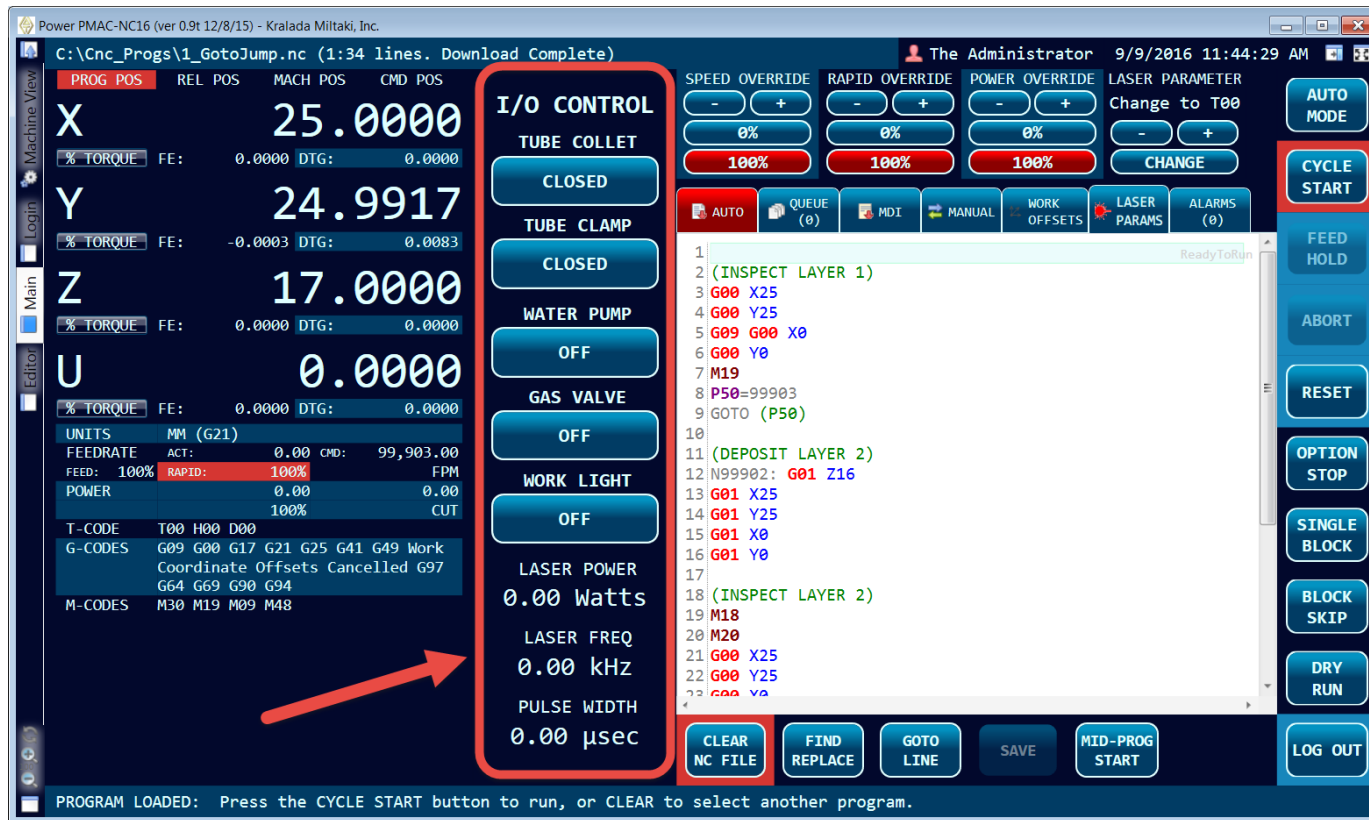 Power PMAC-NC16 (ver 0.9t 12/8/15) - Kralada Miltaki, Inc.
C:\Cnc_Progs\1_GotoJump.nc (1:34 lines. Download Complete)
The Administrator 9/9/2016 11:44:29 AM
Machine View
Login
Main
Editor
PROG POS REL POS MACH POS CMD POS
X 25.0000
% TORQUE FE: 0.0000 DTG: 0.0000
Y 24.9917
% TORQUE FE: -0.0003 DTG: 0.0083
Z 17.0000
% TORQUE FE: 0.0000 DTG: 0.0000
U 0.0000
% TORQUE FE: 0.0000 DTG: 0.0000
UNITS MM (G21)
FEEDRATE ACT: 0.00 CMD: 99,903.00
FEED: 100% RAPID: 100% FPM
POWER 0.00 0.00
100% CUT
T-CODE T00 H00 D00
G-CODES G09 G00 G17 G21 G25 G41 G49 Work
Coordinate Offsets Cancelled G97
G64 G69 G90 G94
M-CODES M30 M19 M09 M48
I/O CONTROL
TUBE COLLET
CLOSED
TUBE CLAMP
CLOSED
WATER PUMP
OFF
GAS VALVE
OFF
WORK LIGHT
OFF
LASER POWER
0.00 Watts
LASER FREQ
0.00 kHz
PULSE WIDTH
0.00 µsec
SPEED OVERRIDE RAPID OVERRIDE POWER OVERRIDE LASER PARAMETER
- + - + - + Change to T00
0% 0% 0% - +
100% 100% 100% CHANGE
AUTO QUEUE (0) MDI MANUAL WORK OFFSETS LASER PARAMS ALARMS (0)
1 ReadyToRun
2 (INSPECT LAYER 1)
3 G00 X25
4 G00 Y25
5 G09 G00 X0
6 G00 Y0
7 M19
8 P50=99903
9 GOTO (P50)
10
11 (DEPOSIT LAYER 2)
12 N99902: G01 Z16
13 G01 X25
14 G01 Y25
15 G01 X0
16 G01 Y0
17
18 (INSPECT LAYER 2)
19 M18
20 M20
21 G00 X25
22 G00 Y25
23 G00 X0
CLEAR NC FILE
FIND REPLACE
GOTO LINE
SAVE
MID-PROG START
AUTO MODE
CYCLE START
FEED HOLD
ABORT
RESET
OPTION STOP
SINGLE BLOCK
BLOCK SKIP
DRY RUN
LOG OUT
PROGRAM LOADED: Press the CYCLE START button to run, or CLEAR to select another program.